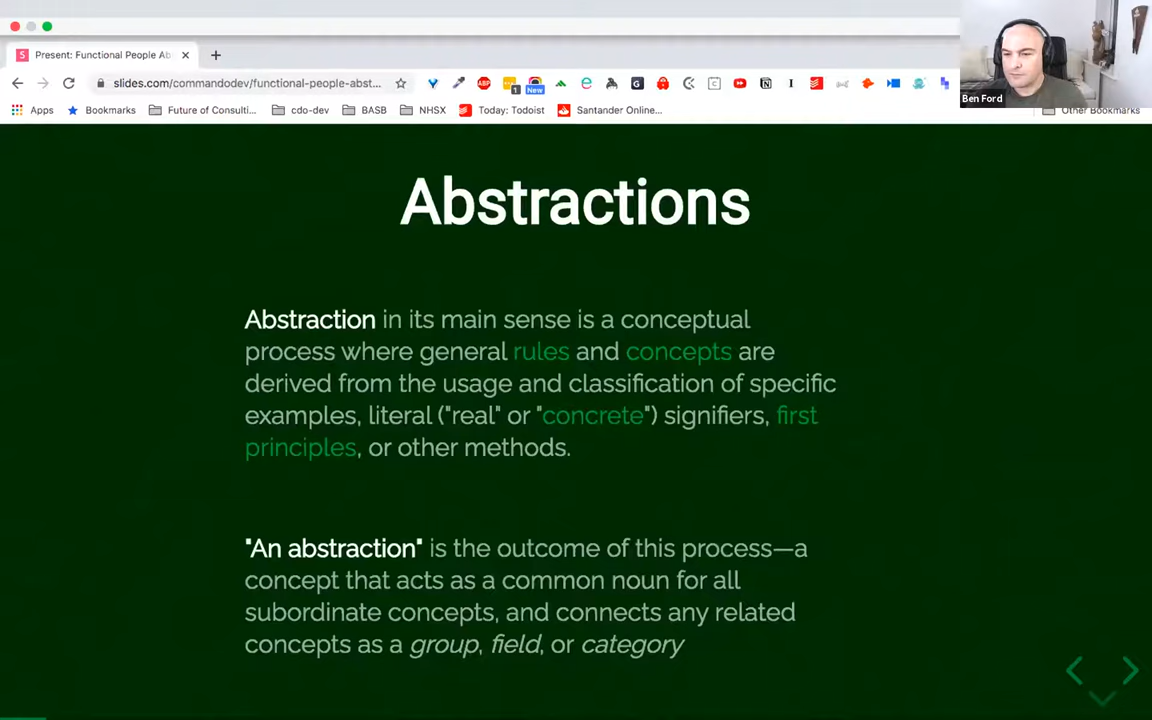 Present: Functional People Ab
slides.com/commandodev/functional-people-abst...
1
New
Apps
Bookmarks
Future of Consulti...
cdo-dev
BASB
NHSX
Today: Todoist
Santander Online...
Other Bookmarks
Ben Ford
Abstractions
Abstraction in its main sense is a conceptual
process where general rules and concepts are
derived from the usage and classification of specific
examples, literal ("real" or "concrete") signifiers, first
principles, or other methods.
"An abstraction" is the outcome of this process—a
concept that acts as a common noun for all
subordinate concepts, and connects any related
concepts as a group, field, or category